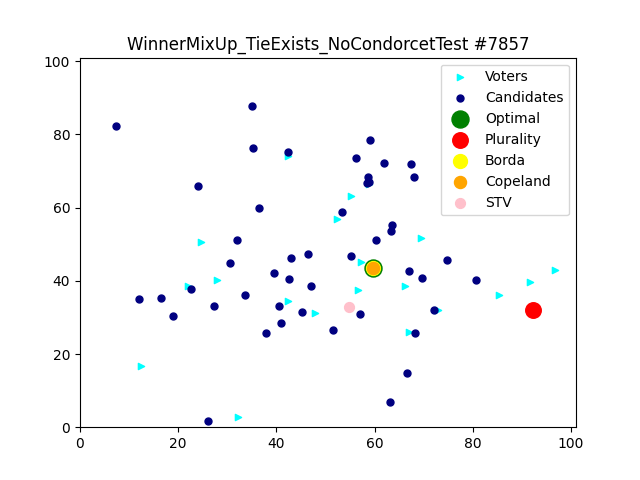 WinnerMixUp_TieExists_NoCondorcetTest #7857
100
80
60
40
20
0
0
20
40
60
80
100
Voters
Candidates
Optimal
Plurality
Borda
Copeland
STV